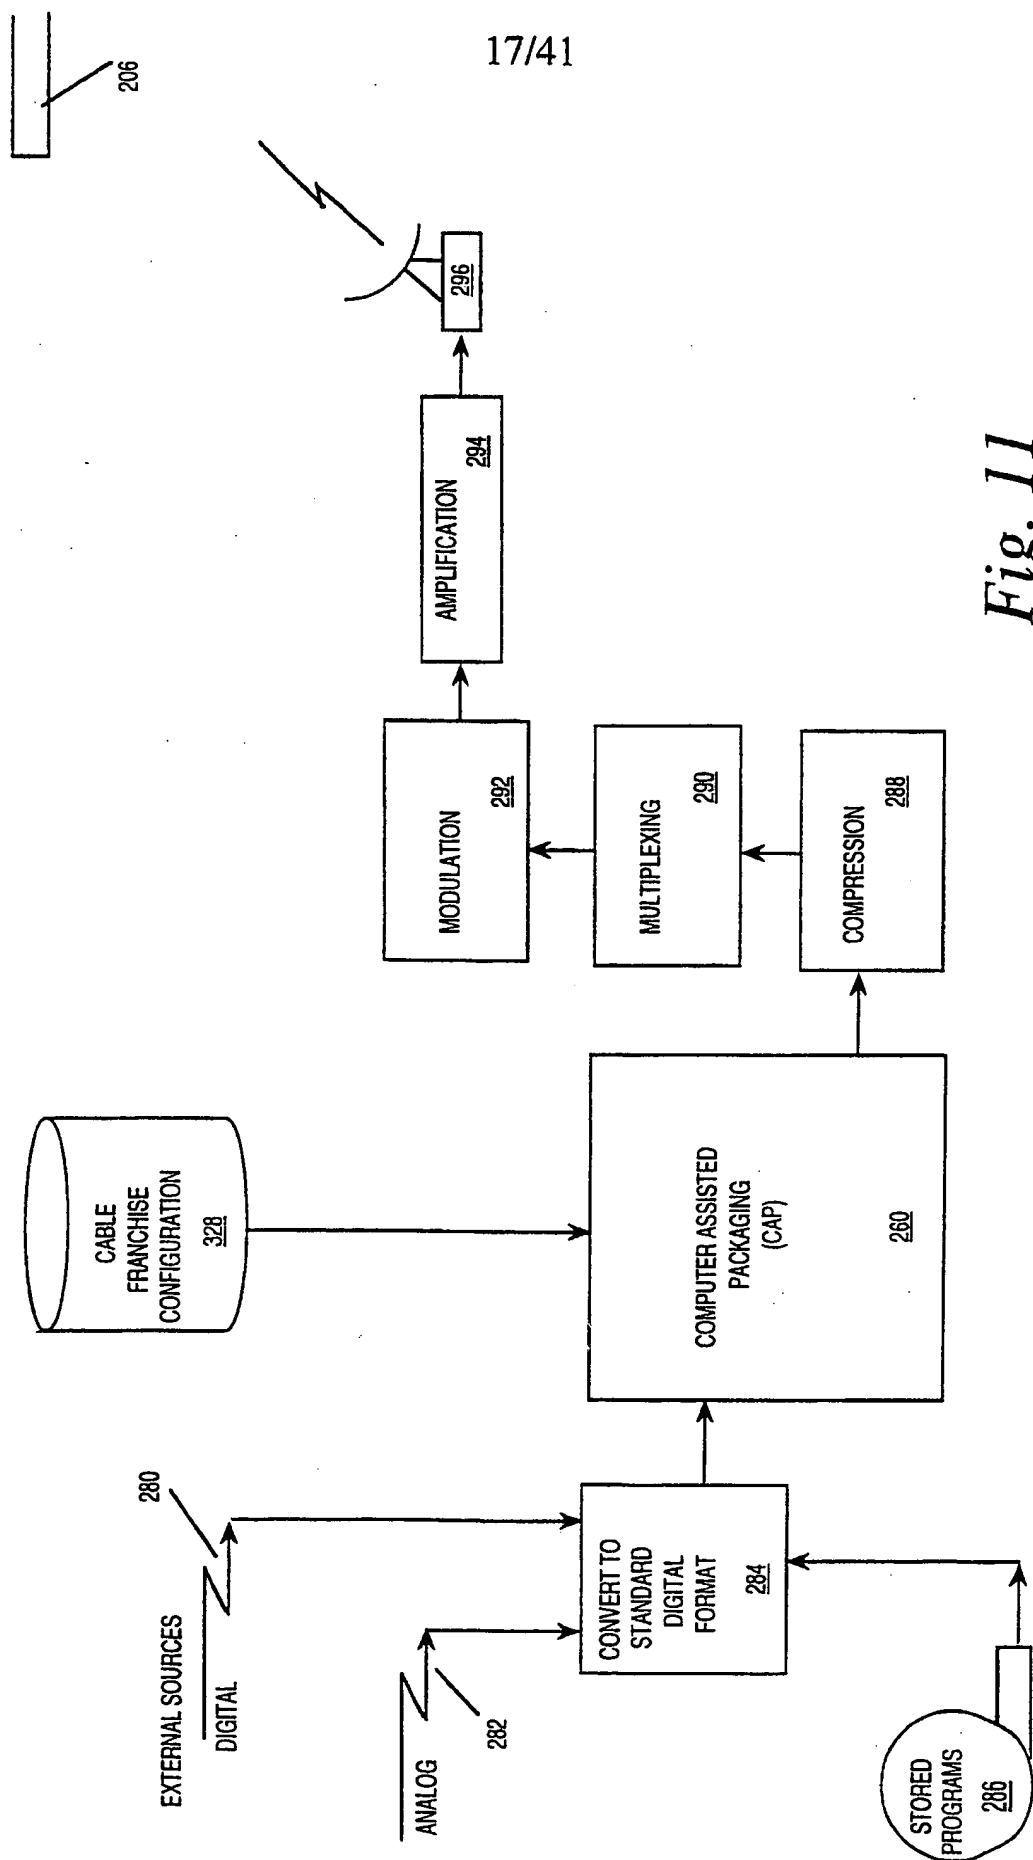 17/41
206
EXTERNAL SOURCES
DIGITAL
280
ANALOG
282
STORED
PROGRAMS
286
CONVERT TO
STANDARD
DIGITAL
FORMAT
284
CABLE
FRANCHISE
CONFIGURATION
328
COMPUTER ASSISTED
PACKAGING
(CAP)
260
COMPRESSION
288
MULTIPLEXING
290
MODULATION
292
AMPLIFICATION
294
296
Fig. 11